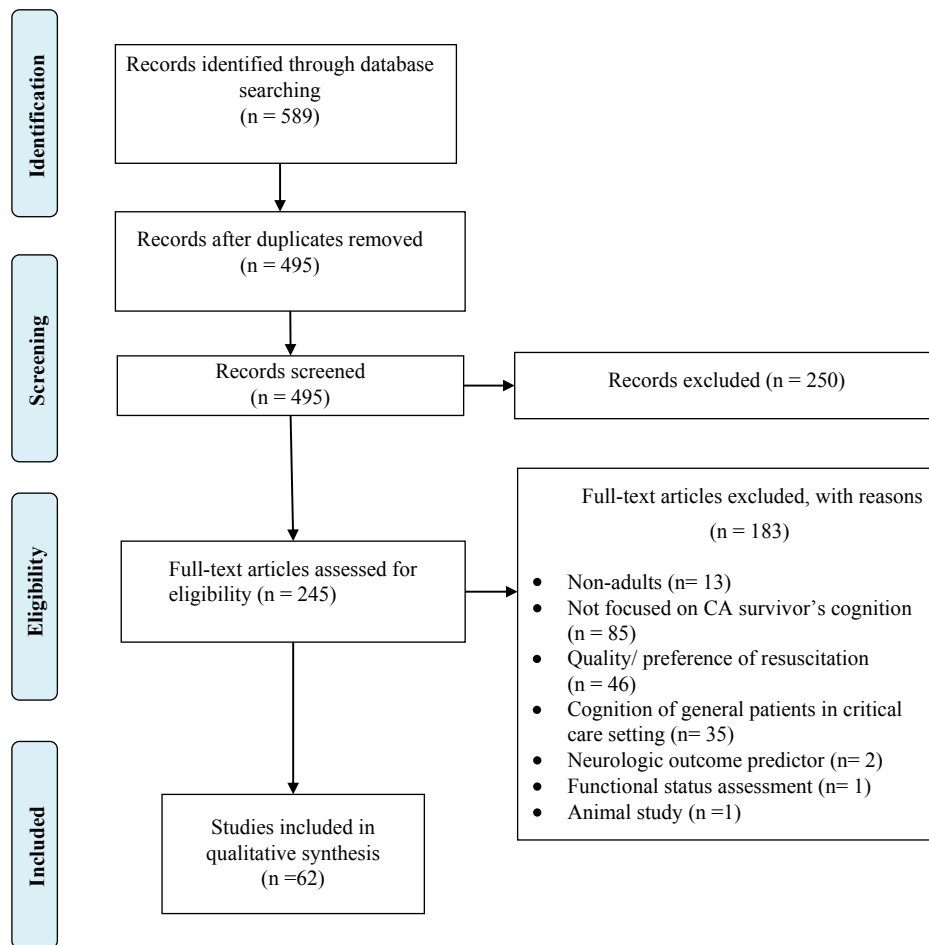 Identification
Records identified through database
searching
(n = 589)
Records after duplicates removed
(n = 495)
Screening
Records screened
(n = 495)
Records excluded (n = 250)
Eligibility
Full-text articles assessed for
eligibility (n = 245)
Full-text articles excluded, with reasons
(n = 183)
• Non-adults (n= 13)
• Not focused on CA survivor’s cognition
(n = 85)
• Quality/ preference of resuscitation
(n = 46)
• Cognition of general patients in critical
care setting (n= 35)
• Neurologic outcome predictor (n= 2)
• Functional status assessment (n= 1)
• Animal study (n =1)
Included
Studies included in
qualitative synthesis
(n =62)